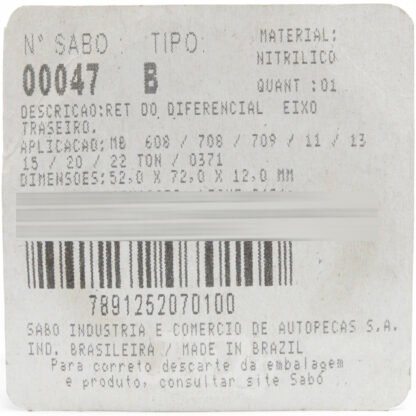 Nº SABO : TIPO: MATERIAL:
NITRILICO
00047 B QUANT :01
DESCRICAO:RET DO DIFERENCIAL EIXO
TRASEIRO.
APLICACAO:MB 608 / 708 / 709 / 11 / 13
15 / 20 / 22 TON / 0371
DIMENSOES:52,0 X 72,0 X 12,0 MM
7891252070100
SABO INDUSTRIA E COMERCIO DE AUTOPECAS S.A.
IND. BRASILEIRA / MADE IN BRAZIL
Para correto descarte da embalagem
e produto, consultar site Sabó